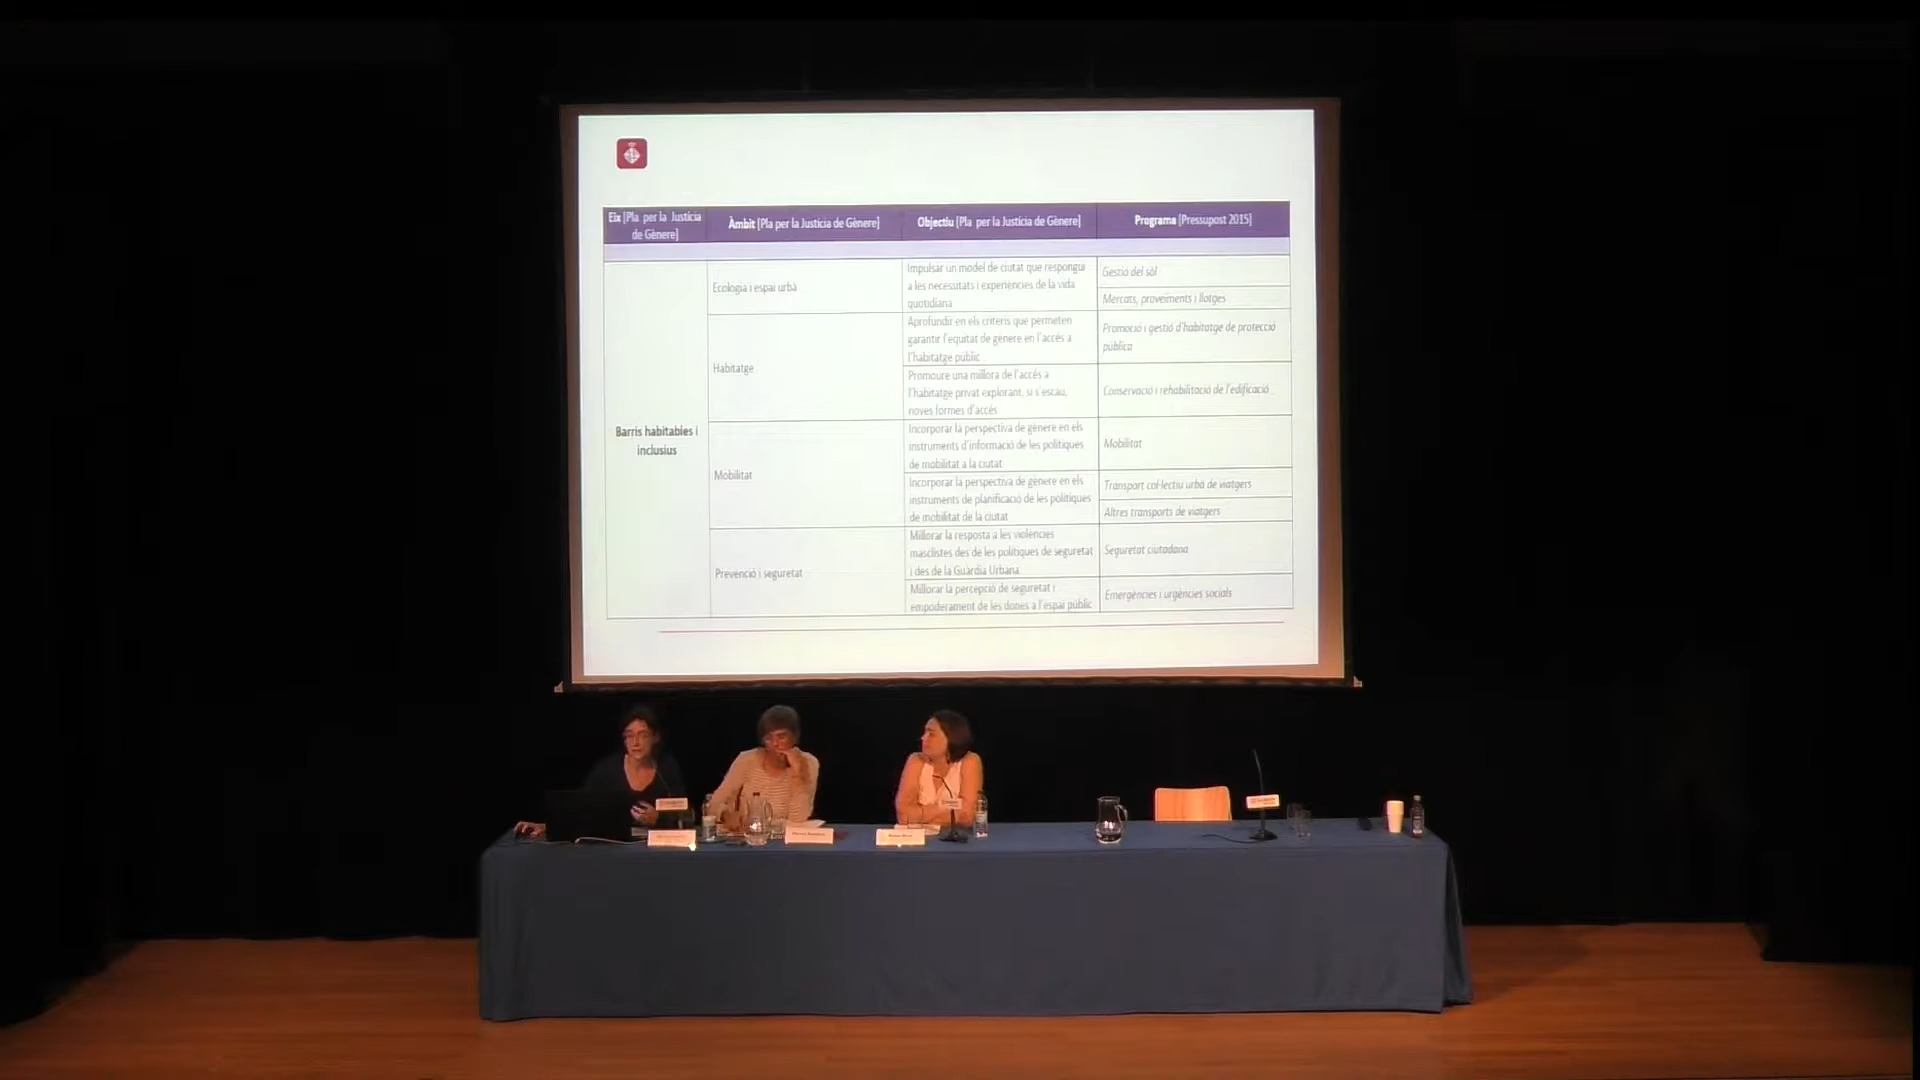 Eix [Pla per la Justícia
de Gènere]
Àmbit [Pla per la Justícia de Gènere]
Objectiu [Pla per la Justícia de Gènere]
Programa [Pressupost 2015]
Barris habitables i
inclusius
Ecologia i espai urbà
Impulsar un model de ciutat que respongui
a les necessitats i experiències de la vida
quotidiana
Gestió del sòl
Mercats, proveïments i llotges
Habitatge
Aprofundir en els criteris que permeten
garantir l'equitat de gènere en l'accés a
l'habitatge públic
Promoció i gestió d'habitatge de protecció
pública
Promoure una millora de l'accés a
l'habitatge privat explorant, si s'escau,
noves formes d'accés
Conservació i rehabilitació de l'edificació
Mobilitat
Incorporar la perspectiva de gènere en els
instruments d'informació de les polítiques
de mobilitat a la ciutat
Mobilitat
Incorporar la perspectiva de gènere en els
instruments de planificació de les polítiques
de mobilitat de la ciutat
Transport col·lectiu urbà de viatgers
Altres transports de viatgers
Prevenció i seguretat
Millorar la resposta a les violències
masclistes des de les polítiques de seguretat
i des de la Guàrdia Urbana
Seguretat ciutadana
Millorar la percepció de seguretat i
empoderament de les dones a l'espai públic
Emergències i urgències socials